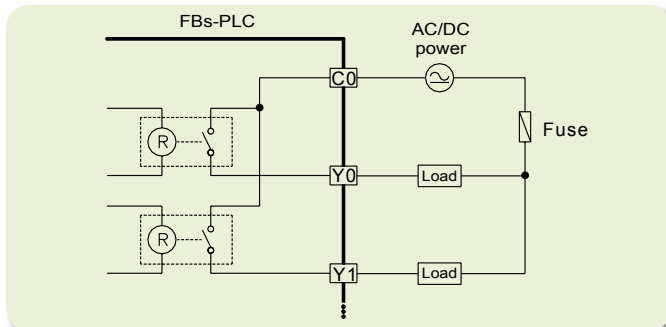 FBs-PLC
AC/DC
power
C0
Fuse
R
Y0
Load
R
Y1
Load